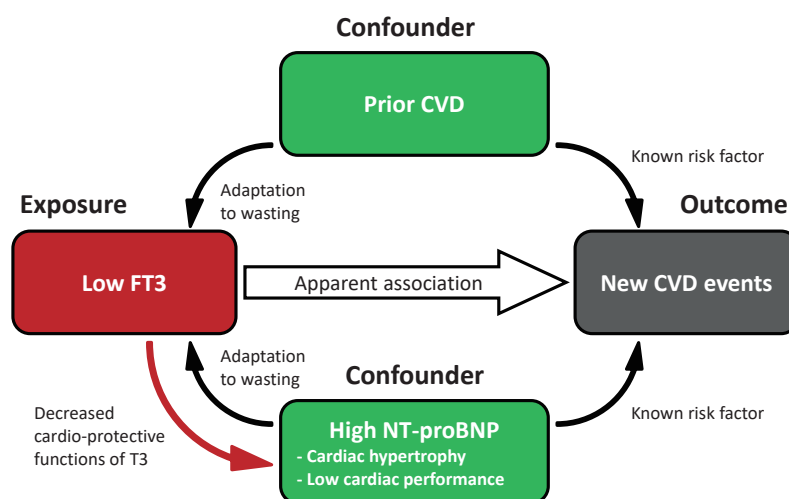 Confounder
Prior CVD
Known risk factor
Adaptation
to wasting
Exposure
Outcome
Low FT3
Apparent association
New CVD events
Adaptation
to wasting
Confounder
Decreased
cardio-protective
functions of T3
High NT-proBNP
- Cardiac hypertrophy
- Low cardiac performance
Known risk factor